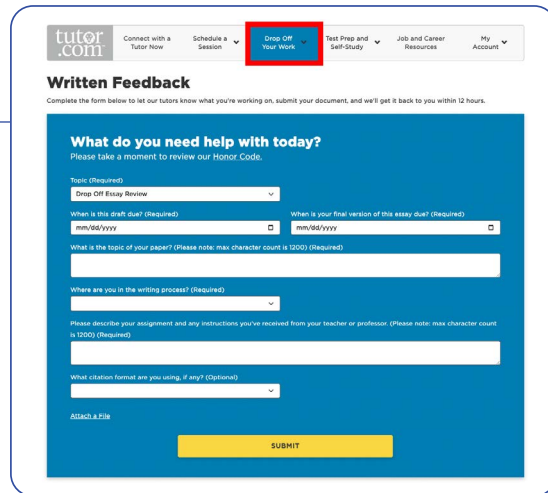 tutor
.com
Connect with a
Tutor Now
Schedule a
Session
Drop Off
Your Work
Test Prep and
Self-Study
Job and Career
Resources
My
Account
Written Feedback
Complete the form below to let our tutors know what you're working on, submit your document, and we'll get it back to you within 12 hours.
What do you need help with today?
Please take a moment to review our Honor Code.
Topic (Required)
Drop Off Essay Review
When is this draft due? (Required)
When is your final version of this essay due? (Required)
mm/dd/yyyy
mm/dd/yyyy
What is the topic of your paper? (Please note: max character count is 1200) (Required)
Where are you in the writing process? (Required)
Please describe your assignment and any instructions you've received from your teacher or professor. (Please note: max character count
is 1200) (Required)
What citation format are you using, if any? (Optional)
Attach a File
SUBMIT